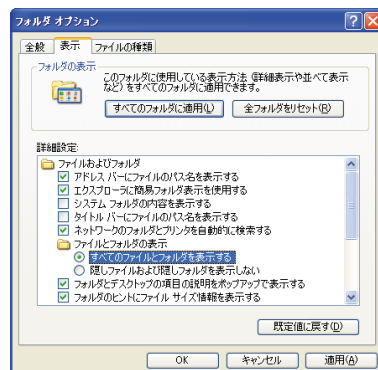 フォルダ オプション
全般 表示 ファイルの種類
フォルダの表示
このフォルダに使用している表示方法 (詳細表示や並べて表示
など) をすべてのフォルダに適用できます。
すべてのフォルダに適用(L) 全フォルダをリセット(R)
詳細設定:
ファイルおよびフォルダ
アドレス バーにファイルのパス名を表示する
エクスプローラに簡易フォルダ表示を使用する
システム フォルダの内容を表示する
タイトル バーにファイルのパス名を表示する
ネットワークのフォルダとプリンタを自動的に検索する
ファイルとフォルダの表示
すべてのファイルとフォルダを表示する
隠しファイルおよび隠しフォルダを表示しない
フォルダとデスクトップの項目の説明をポップアップで表示する
フォルダのヒントにファイル サイズ情報を表示する
既定値に戻す(D)
OK キャンセル 適用(A)